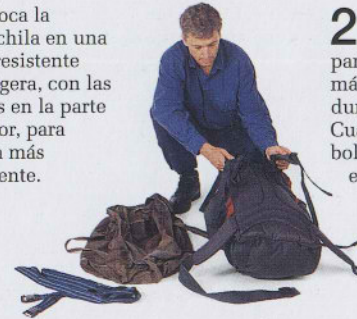 oca la
chila en una
resistente
gera, con las
s en la parte
or, para
n más
ente.
2
par
má
dur
Cua
bol
e